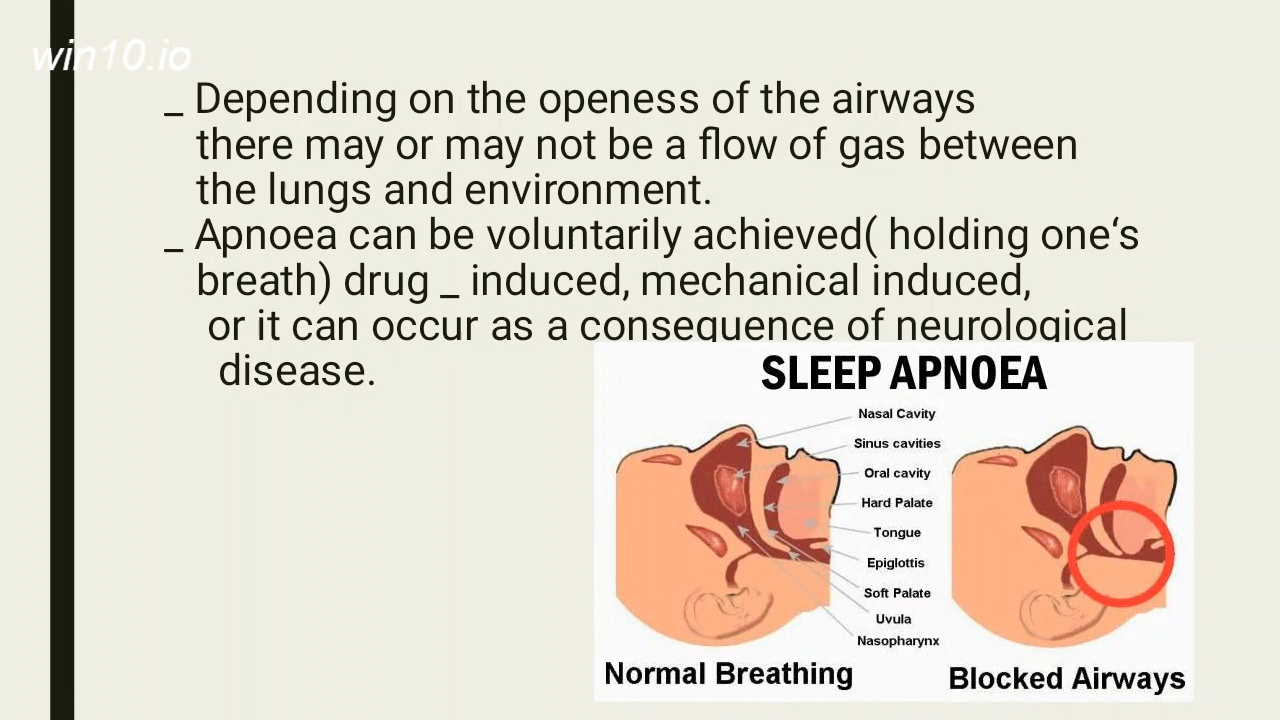 win10.io
_ Depending on the openess of the airways
there may or may not be a flow of gas between
the lungs and environment.
_ Apnoea can be voluntarily achieved( holding one‘s
breath) drug _ induced, mechanical induced,
or it can occur as a consequence of neurological
disease.
SLEEP APNOEA
Nasal Cavity
Sinus cavities
Oral cavity
Hard Palate
Tongue
Epiglottis
Soft Palate
Uvula
Nasopharynx
Normal Breathing
Blocked Airways